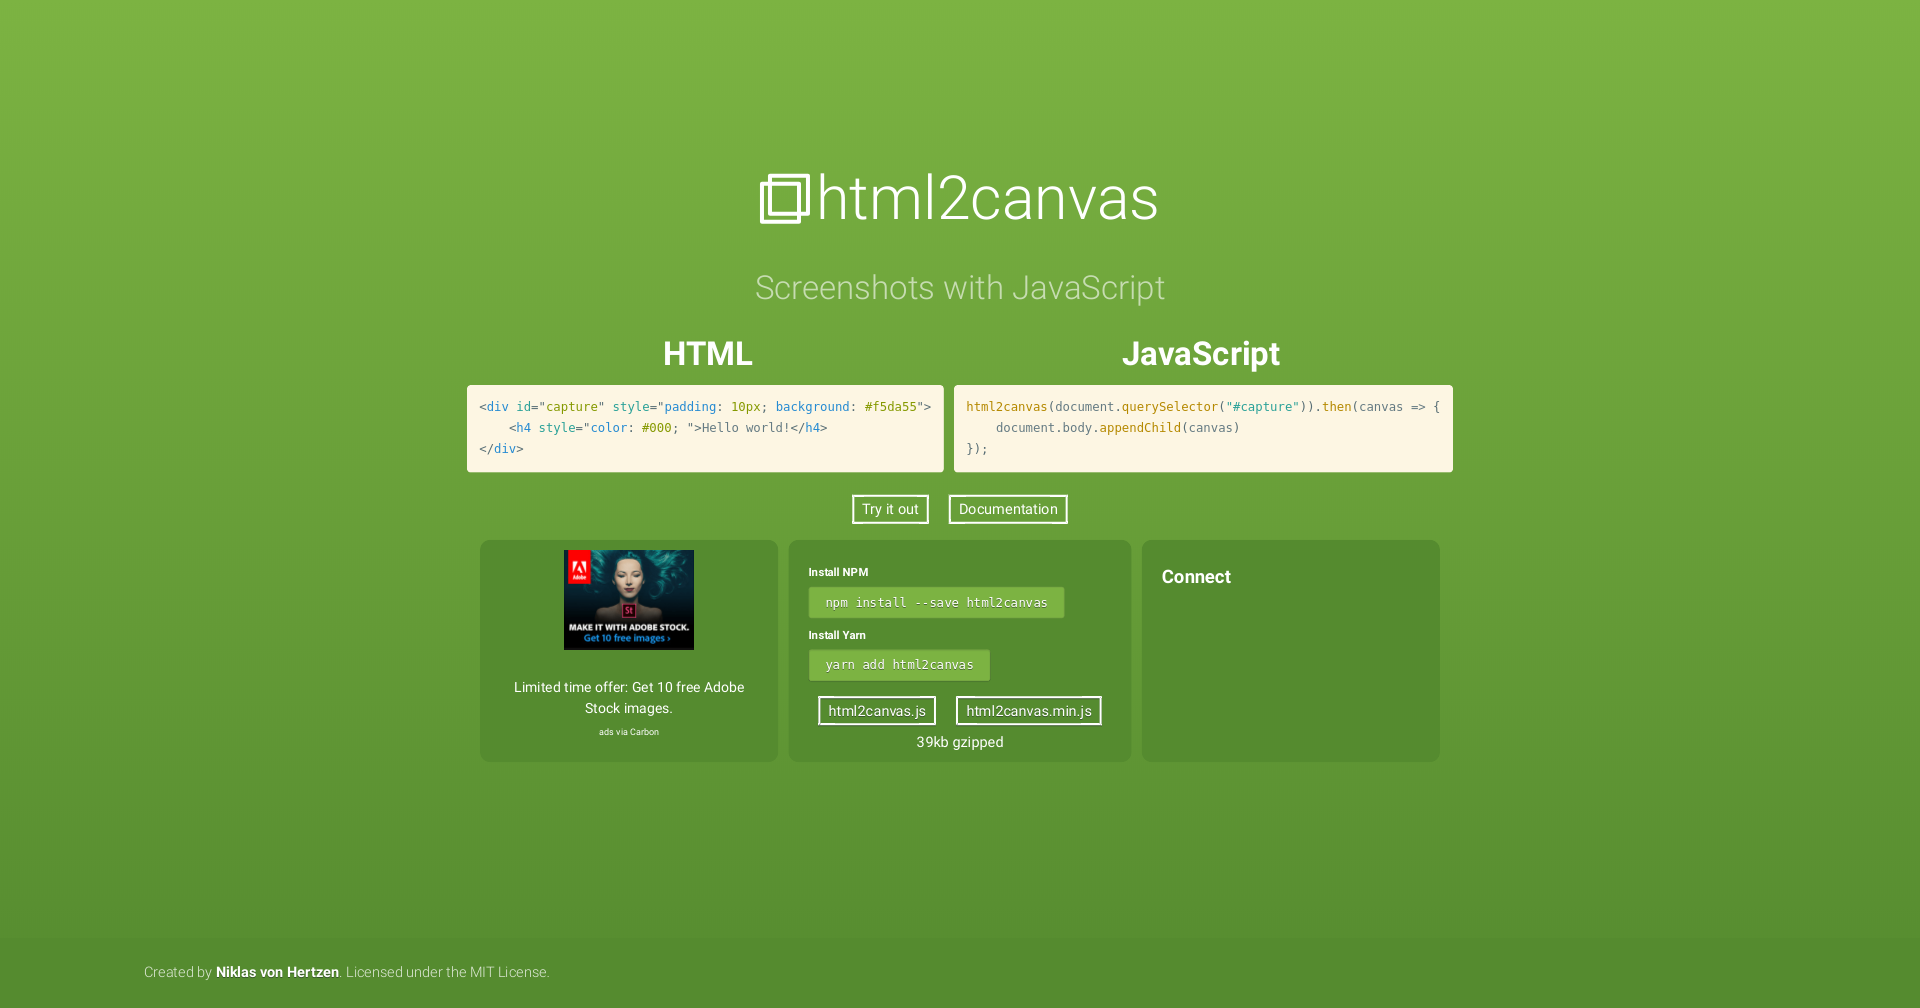 html2canvas
Screenshots with JavaScript
HTML
<div id="capture" style="padding: 10px; background: #f5da55">
    <h4 style="color: #000; ">Hello world!</h4>
</div>
JavaScript
html2canvas(document.querySelector("#capture")).then(canvas => {
    document.body.appendChild(canvas)
});
Try it out
Documentation
Adobe
St
MAKE IT WITH ADOBE STOCK.
Get 10 free images ›
Limited time offer: Get 10 free Adobe
Stock images.
ads via Carbon
Install NPM
npm install --save html2canvas
Install Yarn
yarn add html2canvas
html2canvas.js
html2canvas.min.js
39kb gzipped
Connect
Created by Niklas von Hertzen. Licensed under the MIT License.